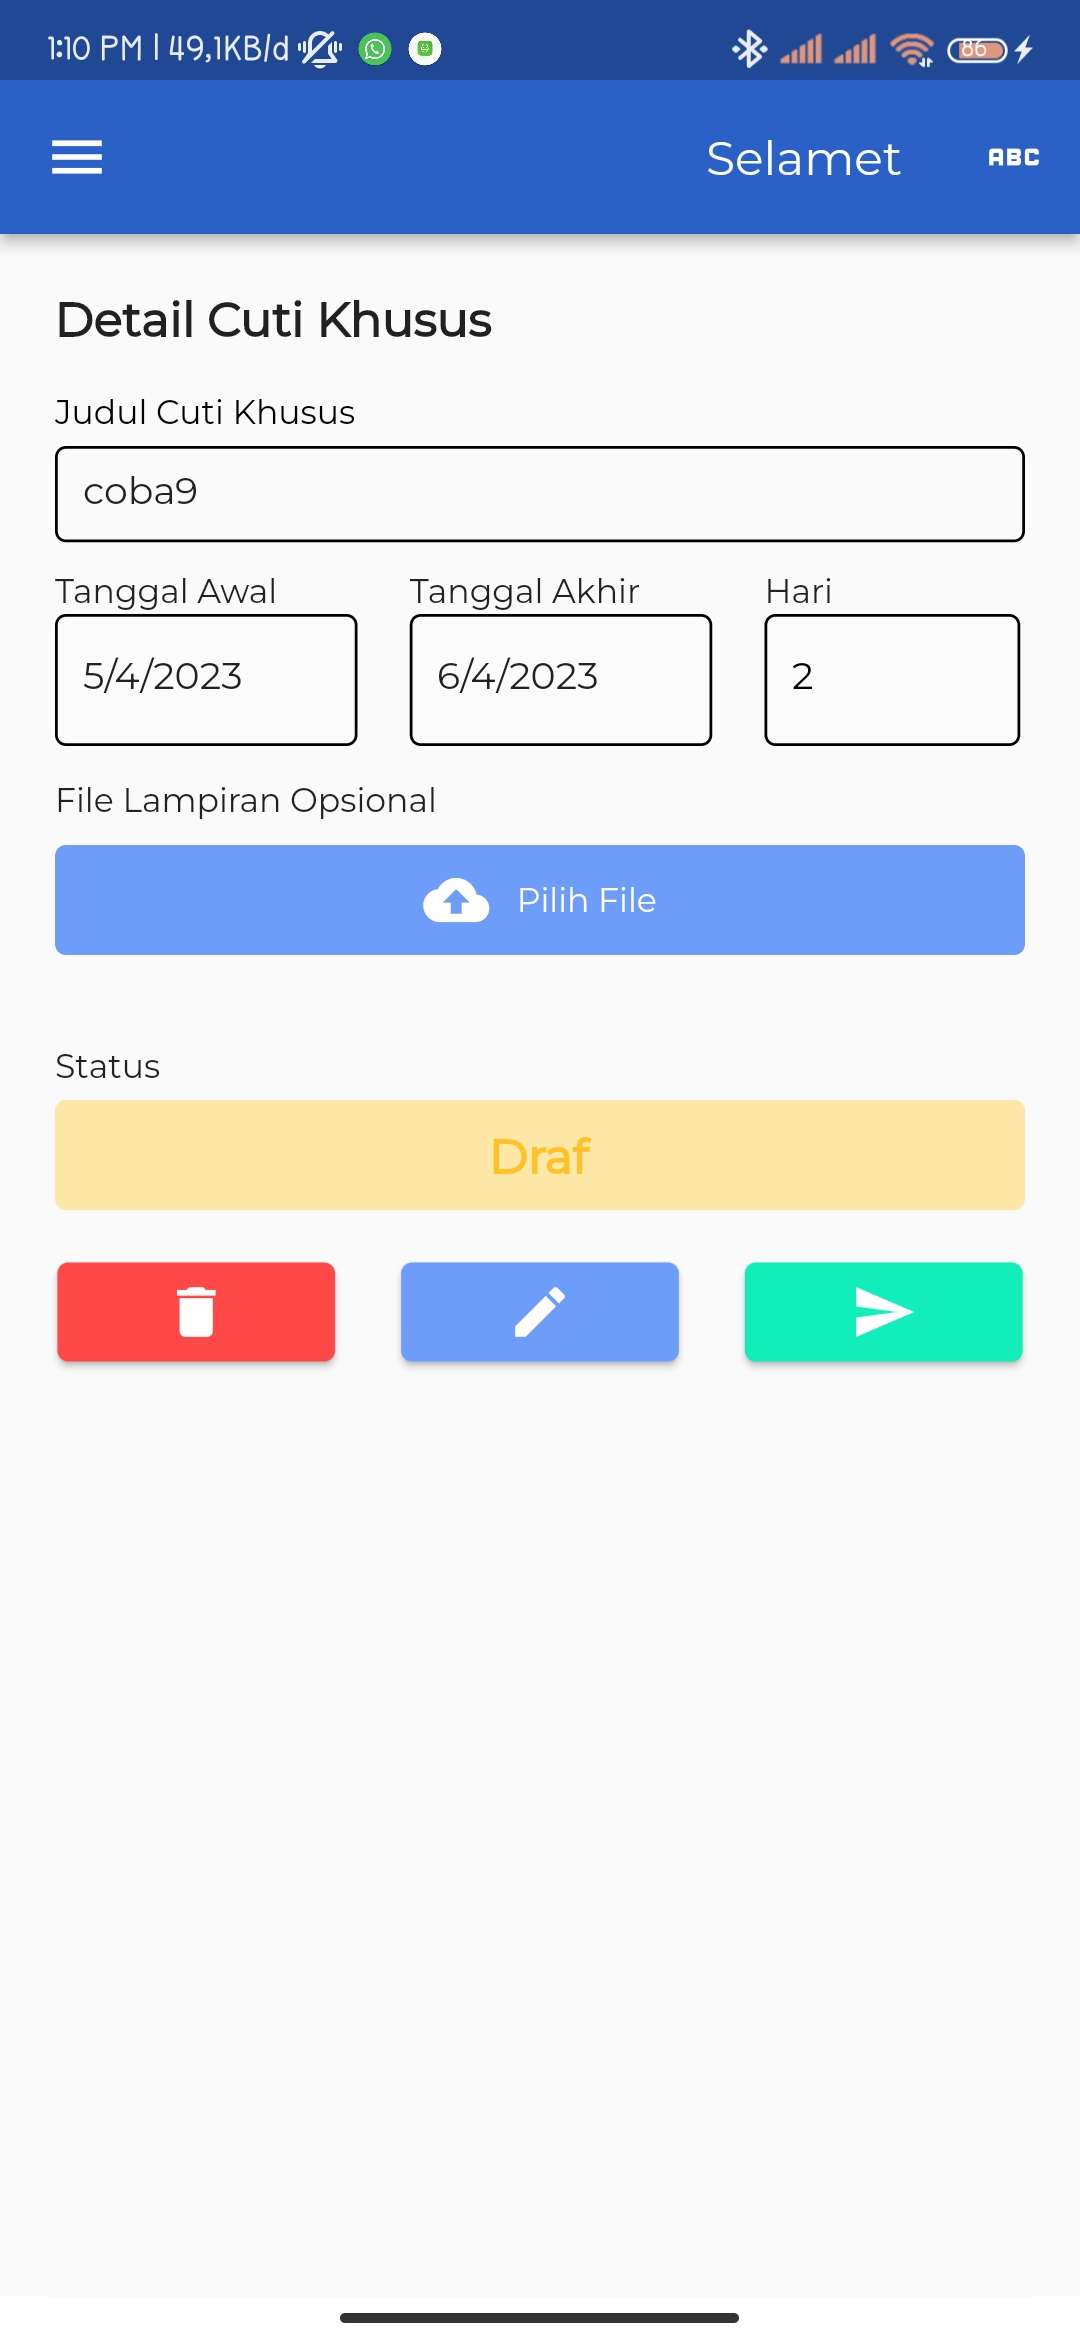 1:10 PM | 49,1KB/d
86
Selamet ABC
Detail Cuti Khusus
Judul Cuti Khusus
coba9
Tanggal Awal Tanggal Akhir Hari
5/4/2023 6/4/2023 2
File Lampiran Opsional
Pilih File
Status
Draf